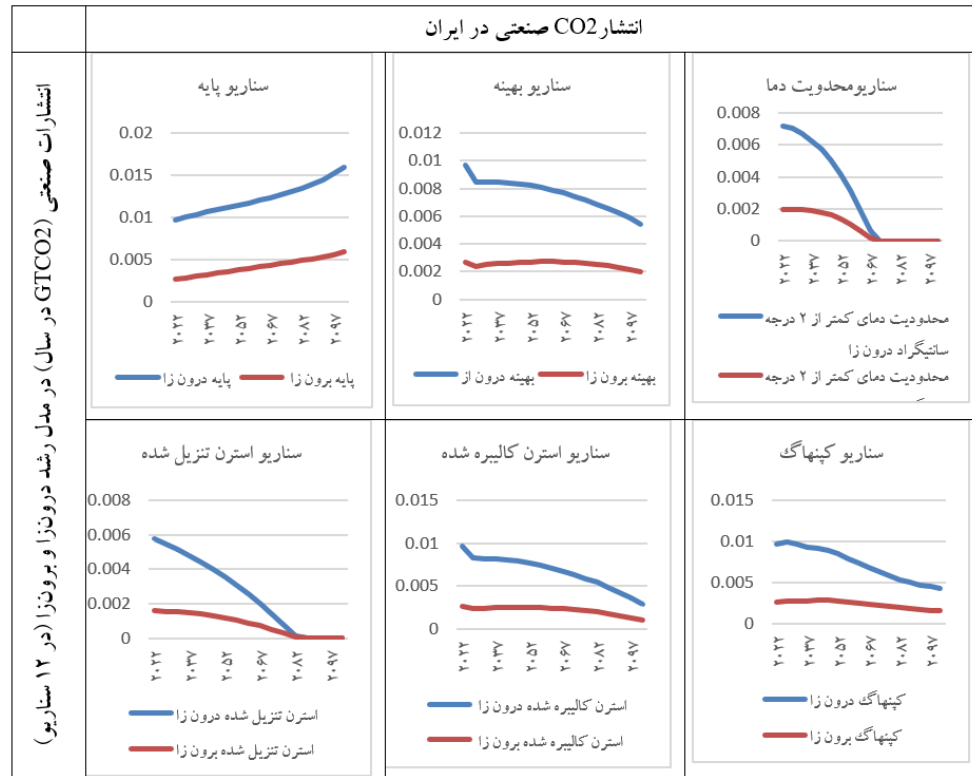 انتشار CO2 صنعتی در ایران
انتشارات صنعتی (GTCO2 در سال) در مدل رشد درون‌زا و برون‌زا (در ۱۲ سناریو)
سناریومحدویت دما
0.008
0.006
0.004
0.002
0
۲۰۲۲ ۲۰۳۷ ۲۰۵۲ ۲۰۶۷ ۲۰۸۲ ۲۰۹۷
محدودیت دمای کمتر از ۲ درجه
سانتیگراد درون زا
محدودیت دمای کمتر از ۲ درجه
سناریو بهینه
0.012
0.01
0.008
0.006
0.004
0.002
0
۲۰۲۲ ۲۰۳۷ ۲۰۵۲ ۲۰۶۷ ۲۰۸۲ ۲۰۹۷
بهینه درون از بهینه برون زا
سناریو پایه
0.02
0.015
0.01
0.005
0
۲۰۲۲ ۲۰۳۷ ۲۰۵۲ ۲۰۶۷ ۲۰۸۲ ۲۰۹۷
پایه درون زا پایه برون زا
سناریو کپنهاگ
0.015
0.01
0.005
0
۲۰۲۲ ۲۰۳۷ ۲۰۵۲ ۲۰۶۷ ۲۰۸۲ ۲۰۹۷
کپنهاگ درون زا
کپنهاگ برون زا
سناریو استرن کالیبره شده
0.015
0.01
0.005
0
۲۰۲۲ ۲۰۳۷ ۲۰۵۲ ۲۰۶۷ ۲۰۸۲ ۲۰۹۷
استرن کالیبره شده درون زا
استرن کالیبره شده برون زا
سناریو استرن تنزیل شده
0.008
0.006
0.004
0.002
0
۲۰۲۲ ۲۰۳۷ ۲۰۵۲ ۲۰۶۷ ۲۰۸۲ ۲۰۹۷
استرن تنزیل شده درون زا
استرن تنزیل شده برون زا